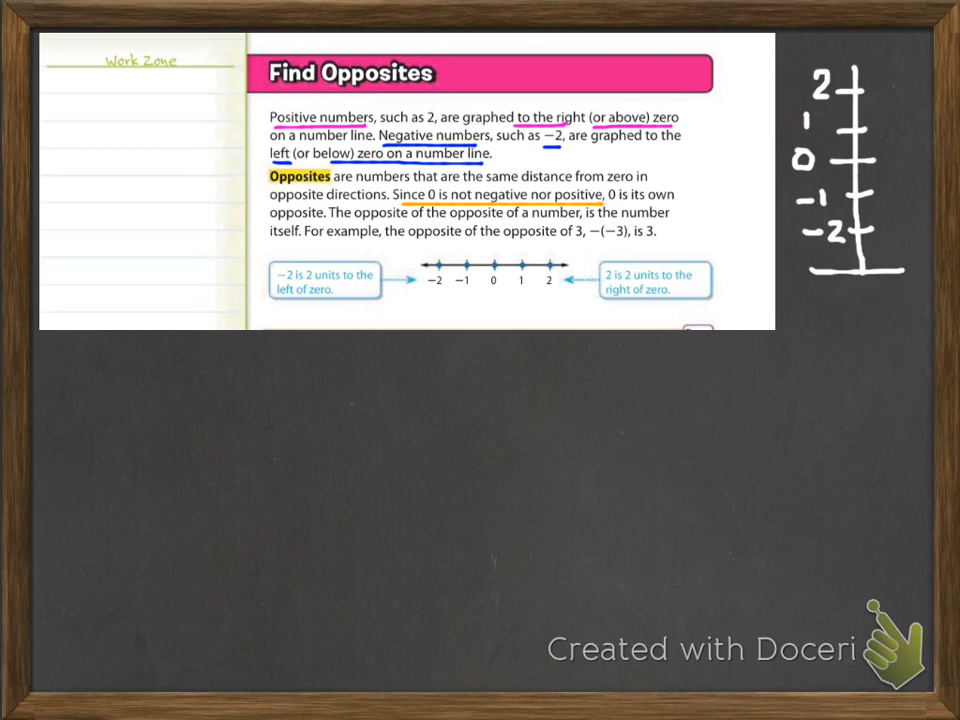 Work Zone
Find Opposites
Positive numbers, such as 2, are graphed to the right (or above) zero
on a number line. Negative numbers, such as −2, are graphed to the
left (or below) zero on a number line.
Opposites are numbers that are the same distance from zero in
opposite directions. Since 0 is not negative nor positive, 0 is its own
opposite. The opposite of the opposite of a number, is the number
itself. For example, the opposite of the opposite of 3, −(−3), is 3.
−2 is 2 units to the
left of zero.
−2 −1 0 1 2
2 is 2 units to the
right of zero.
2
1
0
-1
-2
Created with Doceri